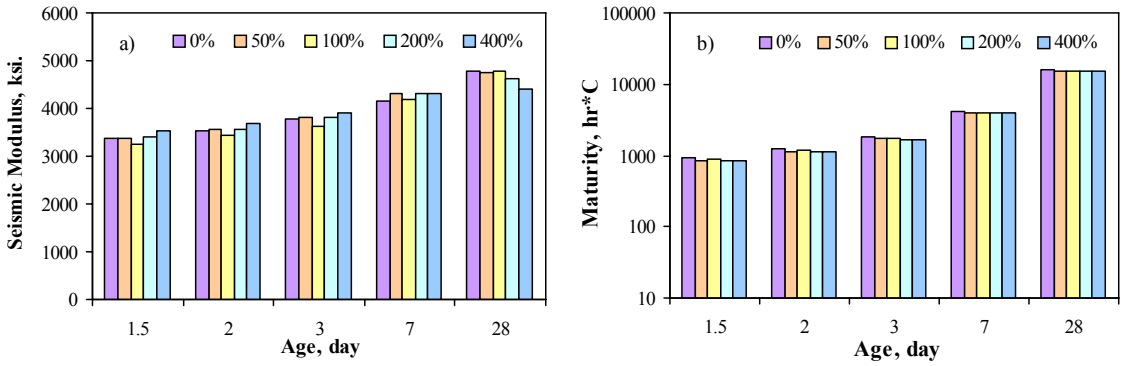 a) 0% 50% 100% 200% 400%
Seismic Modulus, ksi.
6000
5000
4000
3000
2000
1000
0
1.5 2 3 7 28
Age, day
b) 0% 50% 100% 200% 400%
Maturity, hr*C
100000
10000
1000
100
10
1.5 2 3 7 28
Age, day